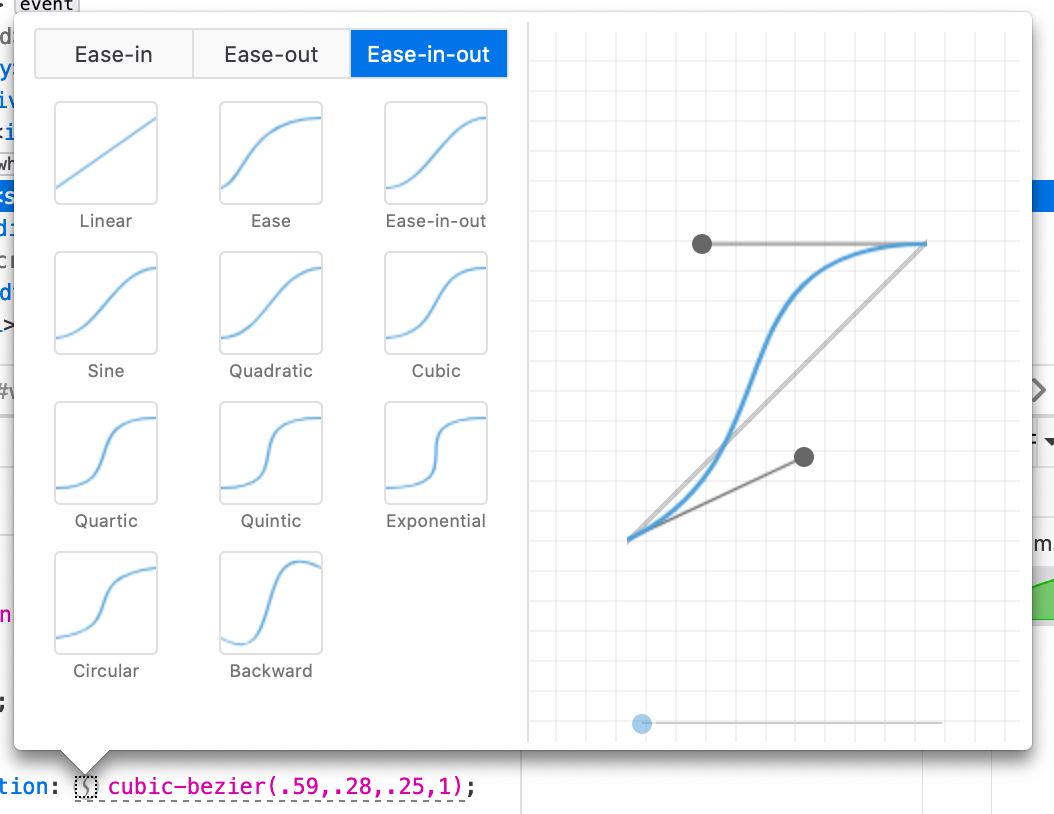 event
Ease-in Ease-out Ease-in-out
Linear Ease Ease-in-out
Sine Quadratic Cubic
Quartic Quintic Exponential
Circular Backward
tion: cubic-bezier(.59,.28,.25,1);